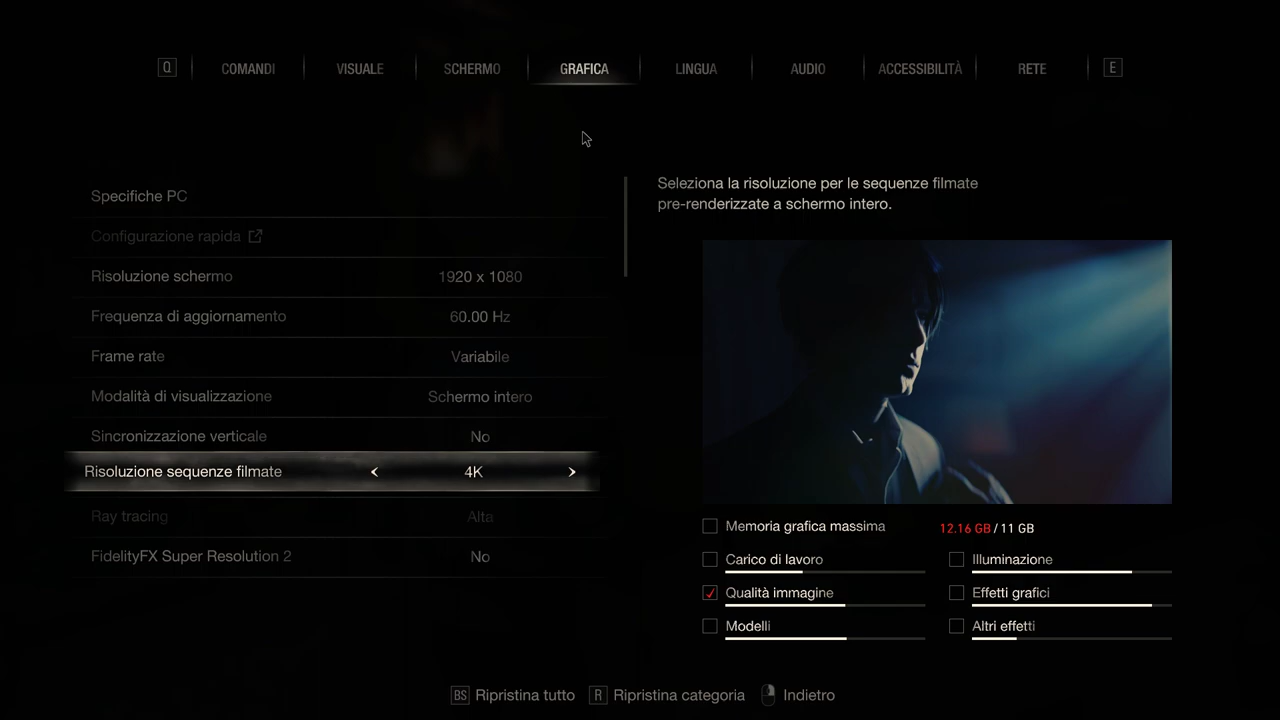 Q
COMANDI
VISUALE
SCHERMO
GRAFICA
LINGUA
AUDIO
ACCESSIBILITÀ
RETE
E
Specifiche PC
Configurazione rapida
Risoluzione schermo 1920 x 1080
Frequenza di aggiornamento 60.00 Hz
Frame rate Variabile
Modalità di visualizzazione Schermo intero
Sincronizzazione verticale No
Risoluzione sequenze filmate 4K
Ray tracing Alta
FidelityFX Super Resolution 2 No
Seleziona la risoluzione per le sequenze filmate
pre-renderizzate a schermo intero.
Memoria grafica massima 12.16 GB / 11 GB
Carico di lavoro Illuminazione
Qualità immagine Effetti grafici
Modelli Altri effetti
BS Ripristina tutto R Ripristina categoria Indietro